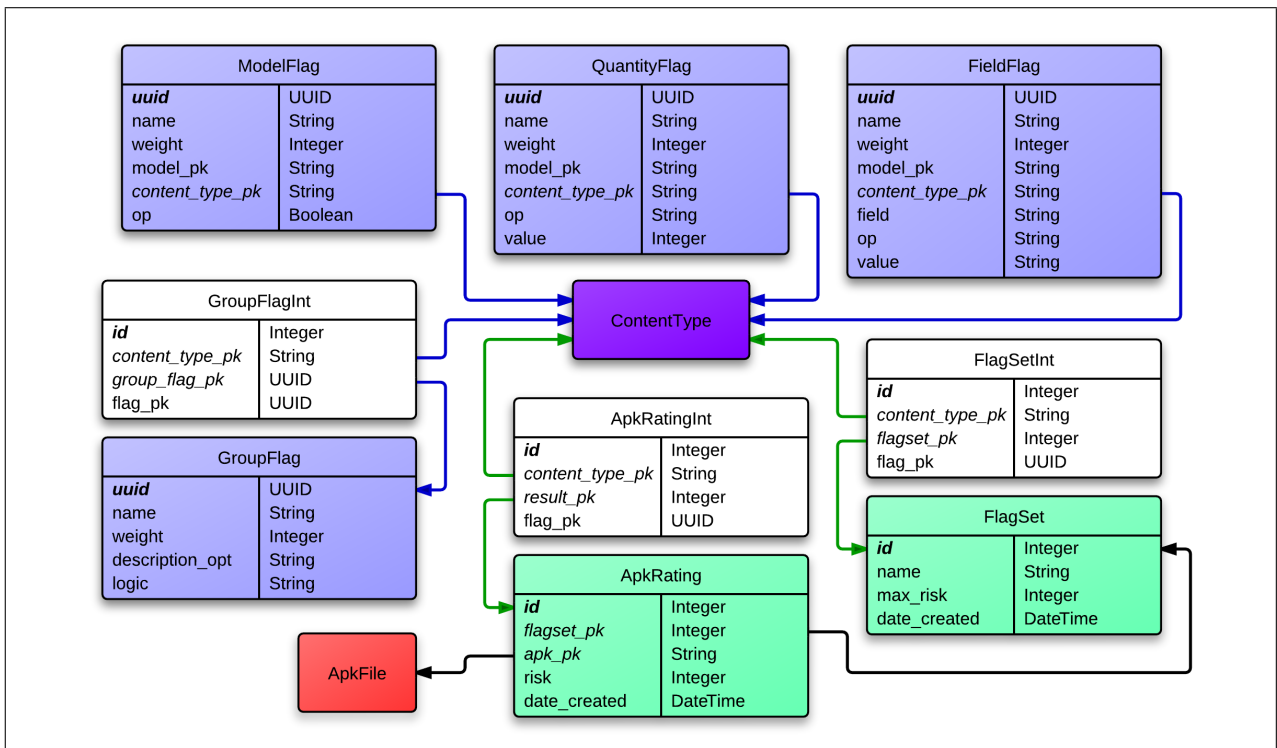 ModelFlag
uuid UUID
name String
weight Integer
model_pk String
content_type_pk String
op Boolean
QuantityFlag
uuid UUID
name String
weight Integer
model_pk String
content_type_pk String
op String
value Integer
FieldFlag
uuid UUID
name String
weight Integer
model_pk String
content_type_pk String
field String
op String
value String
GroupFlagInt
id Integer
content_type_pk String
group_flag_pk UUID
flag_pk UUID
ContentType
FlagSetInt
id Integer
content_type_pk String
flagset_pk Integer
flag_pk UUID
ApkRatingInt
id Integer
content_type_pk String
result_pk Integer
flag_pk UUID
GroupFlag
uuid UUID
name String
weight Integer
description_opt String
logic String
FlagSet
id Integer
name String
max_risk Integer
date_created DateTime
ApkRating
id Integer
flagset_pk Integer
apk_pk String
risk Integer
date_created DateTime
ApkFile